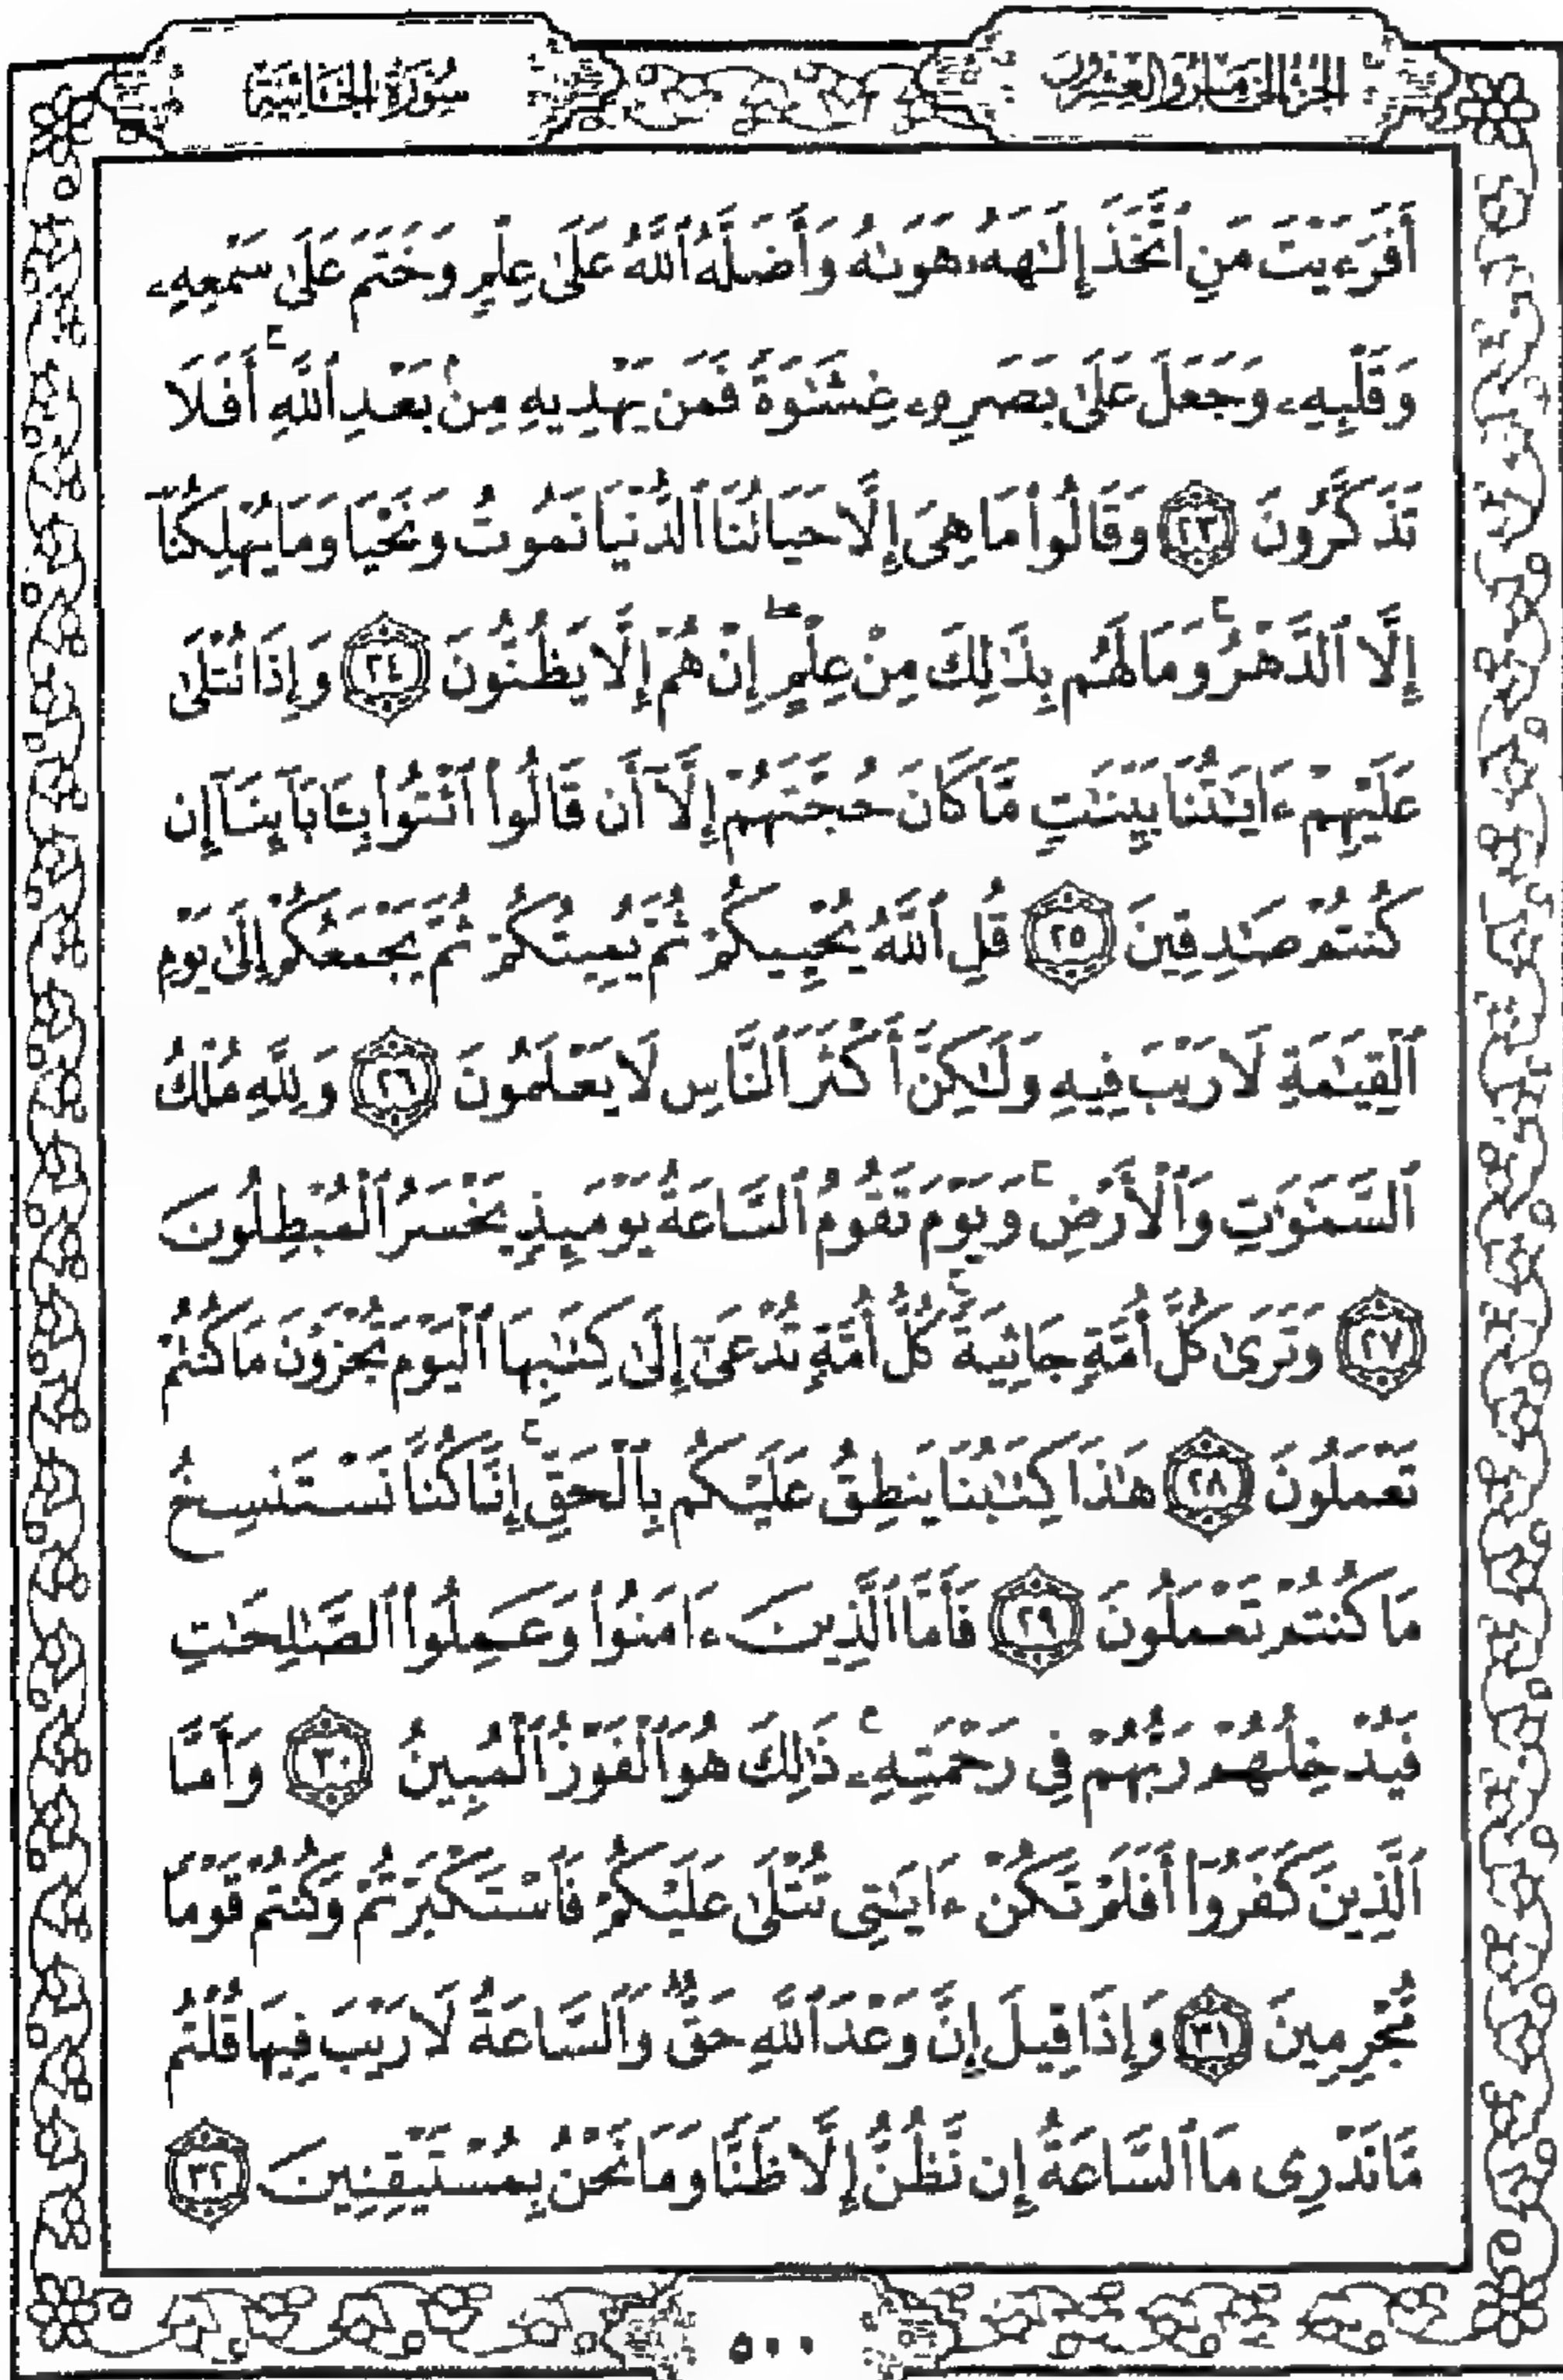 الجزء الخامس والعشرون
سورة الجاثية
أَفَرَءَيْتَ مَنِ ٱتَّخَذَ إِلَٰهَهُۥ هَوَىٰهُ وَأَضَلَّهُ ٱللَّهُ عَلَىٰ عِلْمٍ وَخَتَمَ عَلَىٰ سَمْعِهِۦ
وَقَلْبِهِۦ وَجَعَلَ عَلَىٰ بَصَرِهِۦ غِشَٰوَةً فَمَن يَهْدِيهِ مِنۢ بَعْدِ ٱللَّهِ ۚ أَفَلَا
تَذَكَّرُونَ ٢٣ وَقَالُوا۟ مَا هِىَ إِلَّا حَيَاتُنَا ٱلدُّنْيَا نَمُوتُ وَنَحْيَا وَمَا يُهْلِكُنَآ
إِلَّا ٱلدَّهْرُ ۚ وَمَا لَهُم بِذَٰلِكَ مِنْ عِلْمٍ ۖ إِنْ هُمْ إِلَّا يَظُنُّونَ ٢٤ وَإِذَا تُتْلَىٰ
عَلَيْهِمْ ءَايَٰتُنَا بَيِّنَٰتٍ مَّا كَانَ حُجَّتَهُمْ إِلَّآ أَن قَالُوا۟ ٱئْتُوا۟ بِـَٔابَآئِنَآ إِن
كُنتُمْ صَٰدِقِينَ ٢٥ قُلِ ٱللَّهُ يُحْيِيكُمْ ثُمَّ يُمِيتُكُمْ ثُمَّ يَجْمَعُكُمْ إِلَىٰ يَوْمِ
ٱلْقِيَٰمَةِ لَا رَيْبَ فِيهِ وَلَٰكِنَّ أَكْثَرَ ٱلنَّاسِ لَا يَعْلَمُونَ ٢٦ وَلِلَّهِ مُلْكُ
ٱلسَّمَٰوَٰتِ وَٱلْأَرْضِ ۚ وَيَوْمَ تَقُومُ ٱلسَّاعَةُ يَوْمَئِذٍ يَخْسَرُ ٱلْمُبْطِلُونَ
٢٧ وَتَرَىٰ كُلَّ أُمَّةٍ جَاثِيَةً ۚ كُلُّ أُمَّةٍ تُدْعَىٰٓ إِلَىٰ كِتَٰبِهَا ٱلْيَوْمَ تُجْزَوْنَ مَا كُنتُمْ
تَعْمَلُونَ ٢٨ هَٰذَا كِتَٰبُنَا يَنطِقُ عَلَيْكُم بِٱلْحَقِّ ۚ إِنَّا كُنَّا نَسْتَنسِخُ
مَا كُنتُمْ تَعْمَلُونَ ٢٩ فَأَمَّا ٱلَّذِينَ ءَامَنُوا۟ وَعَمِلُوا۟ ٱلصَّٰلِحَٰتِ
فَيُدْخِلُهُمْ رَبُّهُمْ فِى رَحْمَتِهِۦ ۚ ذَٰلِكَ هُوَ ٱلْفَوْزُ ٱلْمُبِينُ ٣٠ وَأَمَّا
ٱلَّذِينَ كَفَرُوٓا۟ أَفَلَمْ تَكُنْ ءَايَٰتِى تُتْلَىٰ عَلَيْكُمْ فَٱسْتَكْبَرْتُمْ وَكُنتُمْ قَوْمًا
مُّجْرِمِينَ ٣١ وَإِذَا قِيلَ إِنَّ وَعْدَ ٱللَّهِ حَقٌّ وَٱلسَّاعَةُ لَا رَيْبَ فِيهَا قُلْتُم
مَّا نَدْرِى مَا ٱلسَّاعَةُ إِن نَّظُنُّ إِلَّا ظَنًّا وَمَا نَحْنُ بِمُسْتَيْقِنِينَ ٣٢
٥٠٠